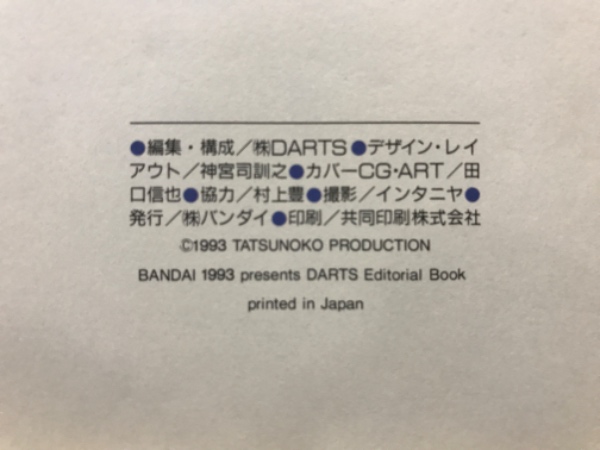 ●編集・構成／㈱DARTS●デザイン・レイ
アウト／神宮司訓之●カバーCG・ART／田
口信也●協力／村上豊●撮影／インタニヤ●
発行／㈱バンダイ●印刷／共同印刷株式会社
©1993 TATSUNOKO PRODUCTION
BANDAI 1993 presents DARTS Editorial Book
printed in Japan